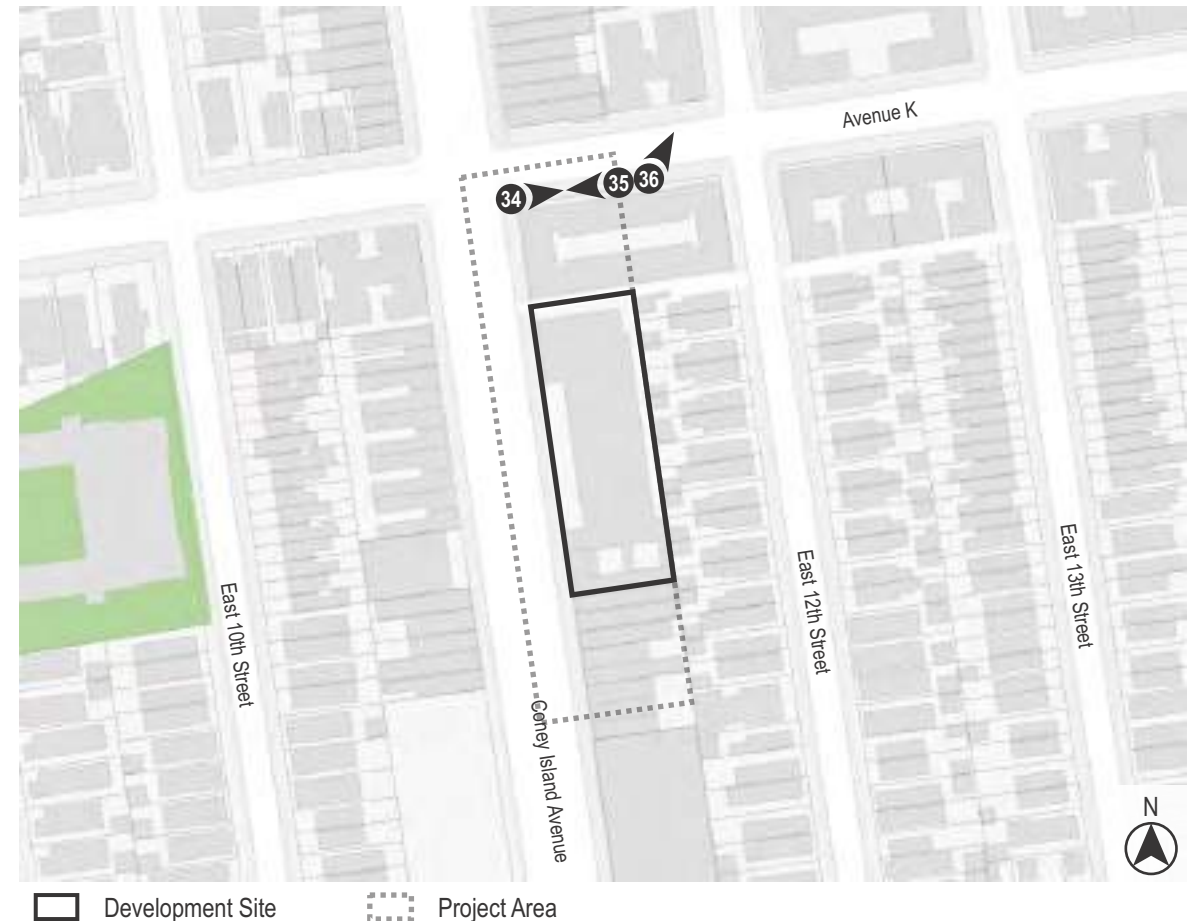 Avenue K
34
35
36
East 10th Street
Coney Island Avenue
East 12th Street
East 13th Street
N
Development Site
Project Area